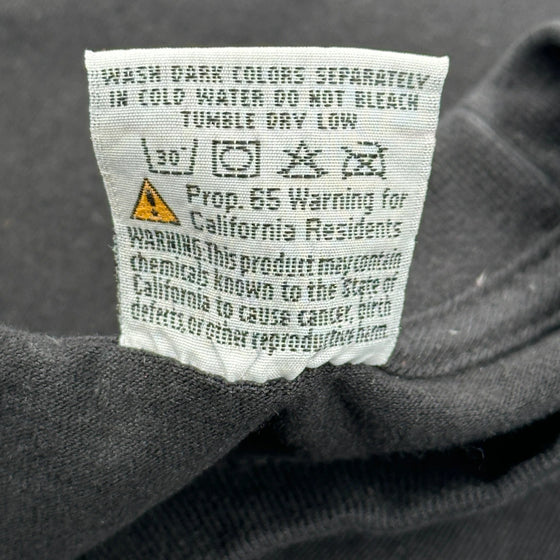 WASH DARK COLORS SEPARATELY
IN COLD WATER DO NOT BLEACH
TUMBLE DRY LOW
30
Prop. 65 Warning for
California Residents
WARNING: This product may contain
chemicals known to the State of
California to cause cancer, birth
defects, or other reproductive harm.